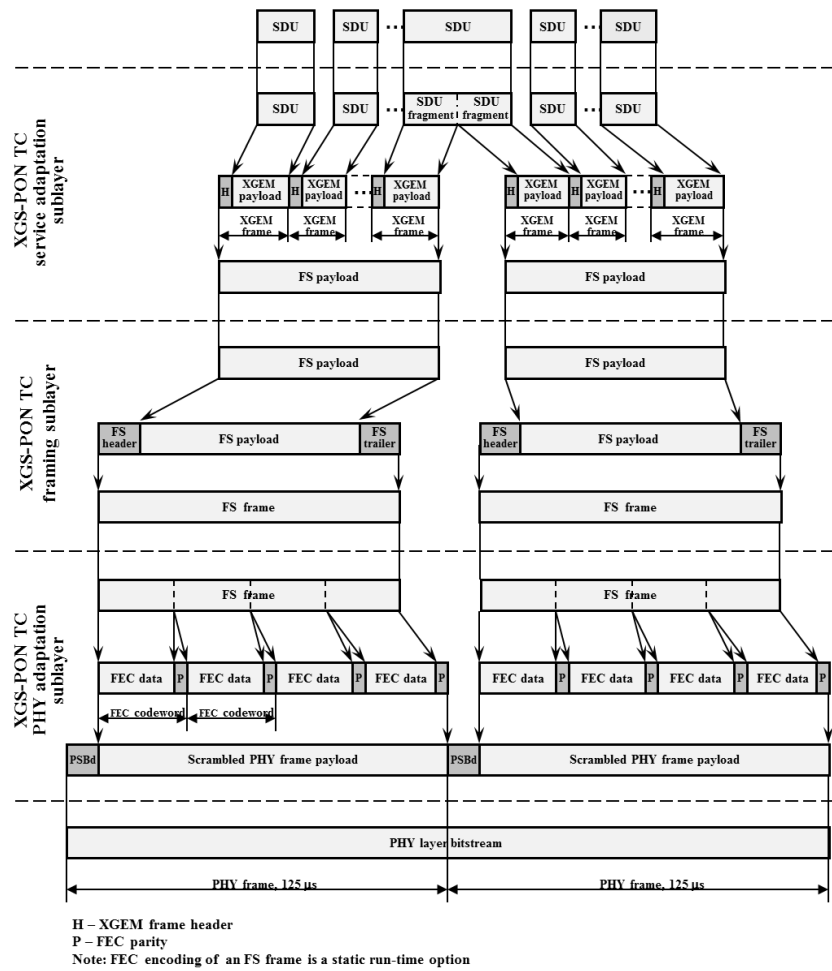 SDU SDU ··· SDU SDU ··· SDU
XGS-PON TC
service adaptation
sublayer
SDU SDU ··· SDU SDU SDU ··· SDU
fragment fragment
H XGEM H XGEM ··· H XGEM H XGEM H XGEM ··· H XGEM
payload payload payload payload payload payload
XGEM XGEM XGEM XGEM XGEM XGEM
frame frame frame frame frame frame
FS payload FS payload
XGS-PON TC
framing sublayer
FS payload FS payload
FS FS payload FS FS FS payload FS
header trailer header trailer
FS frame FS frame
XGS-PON TC
PHY adaptation
sublayer
FS frame FS frame
FEC data P FEC data P FEC data P FEC data P FEC data P FEC data P FEC data P FEC data P
FEC codeword FEC codeword
PSBd Scrambled PHY frame payload PSBd Scrambled PHY frame payload
PHY layer bitstream
PHY frame, 125 μs PHY frame, 125 μs
H – XGEM frame header
P – FEC parity
Note: FEC encoding of an FS frame is a static run-time option